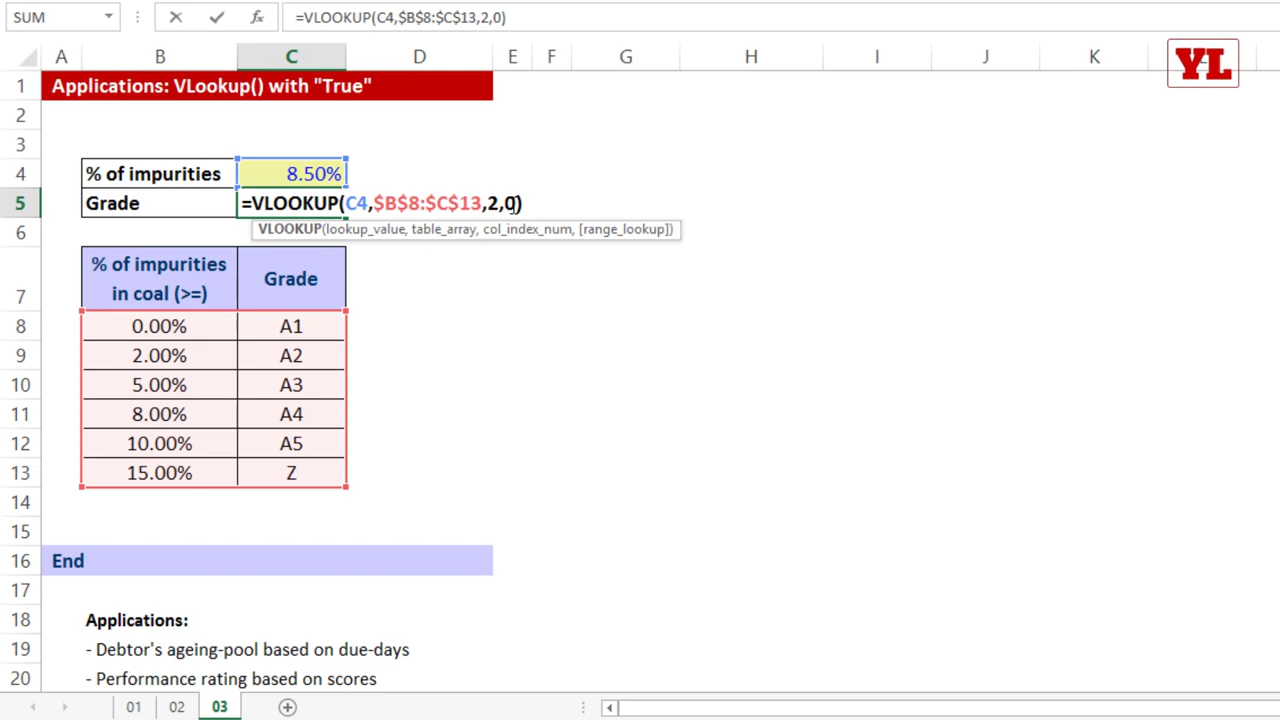 SUM
=VLOOKUP(C4,$B$8:$C$13,2,0)
A B C D E F G H I J K
YL
1 Applications: VLookup() with "True"
2
3
4 % of impurities 8.50%
5 Grade =VLOOKUP(C4,$B$8:$C$13,2,0)
VLOOKUP(lookup_value, table_array, col_index_num, [range_lookup])
6
% of impurities
7 in coal (>=) Grade
8 0.00% A1
9 2.00% A2
10 5.00% A3
11 8.00% A4
12 10.00% A5
13 15.00% Z
14
15
16 End
17
18 Applications:
19 - Debtor's ageing-pool based on due-days
20 - Performance rating based on scores
01 02 03